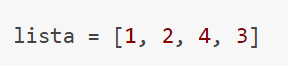 lista = [1, 2, 4, 3]